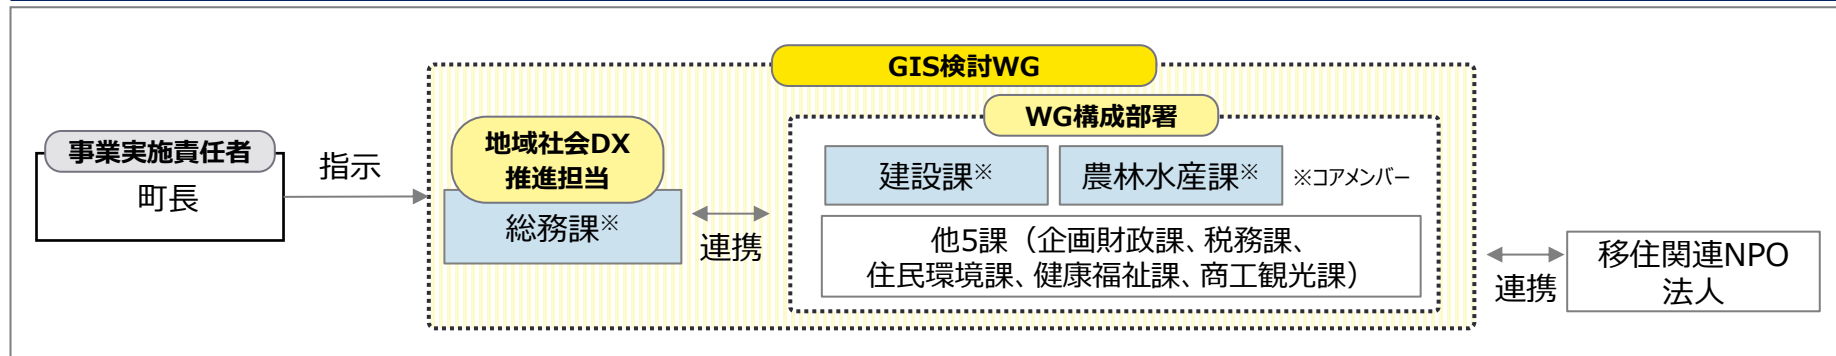 GIS検討WG
事業実施責任者
町長
指示
地域社会DX
推進担当
総務課※
連携
WG構成部署
建設課※
農林水産課※
※コアメンバー
他5課（企画財政課、税務課、
住民環境課、健康福祉課、商工観光課）
連携
移住関連NPO
法人